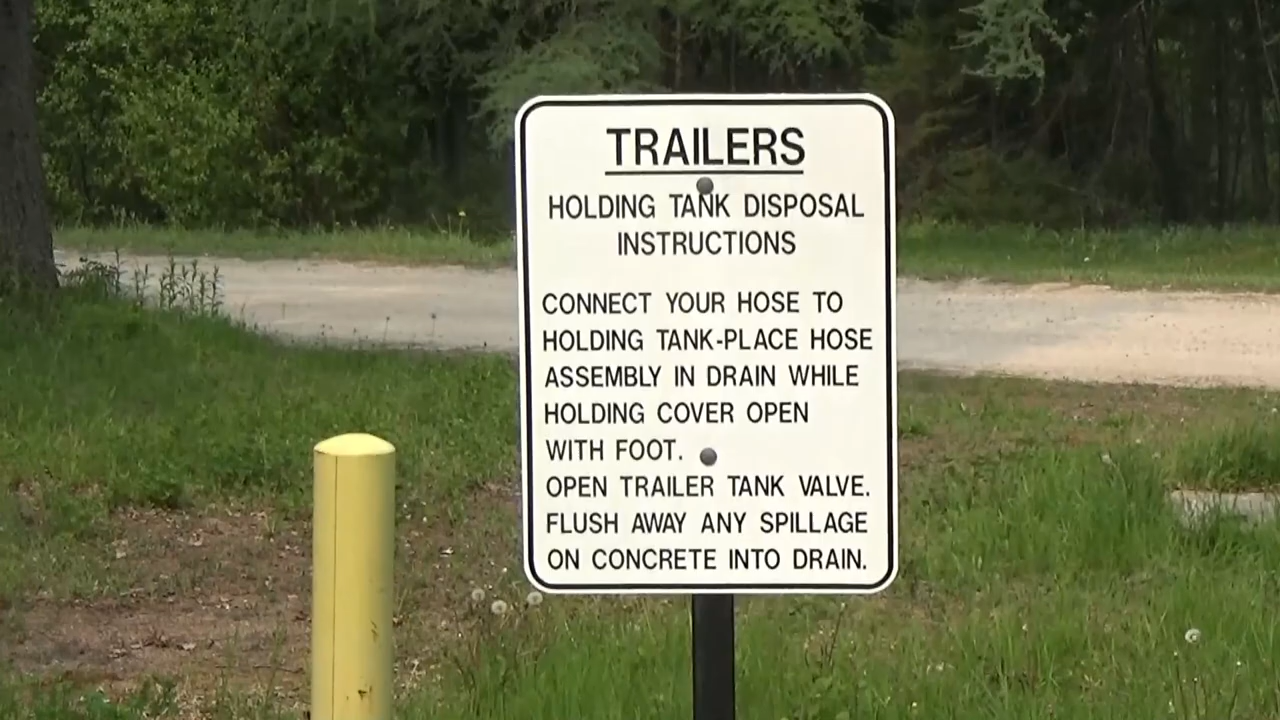 TRAILERS
HOLDING TANK DISPOSAL
INSTRUCTIONS
CONNECT YOUR HOSE TO
HOLDING TANK-PLACE HOSE
ASSEMBLY IN DRAIN WHILE
HOLDING COVER OPEN
WITH FOOT.
OPEN TRAILER TANK VALVE.
FLUSH AWAY ANY SPILLAGE
ON CONCRETE INTO DRAIN.